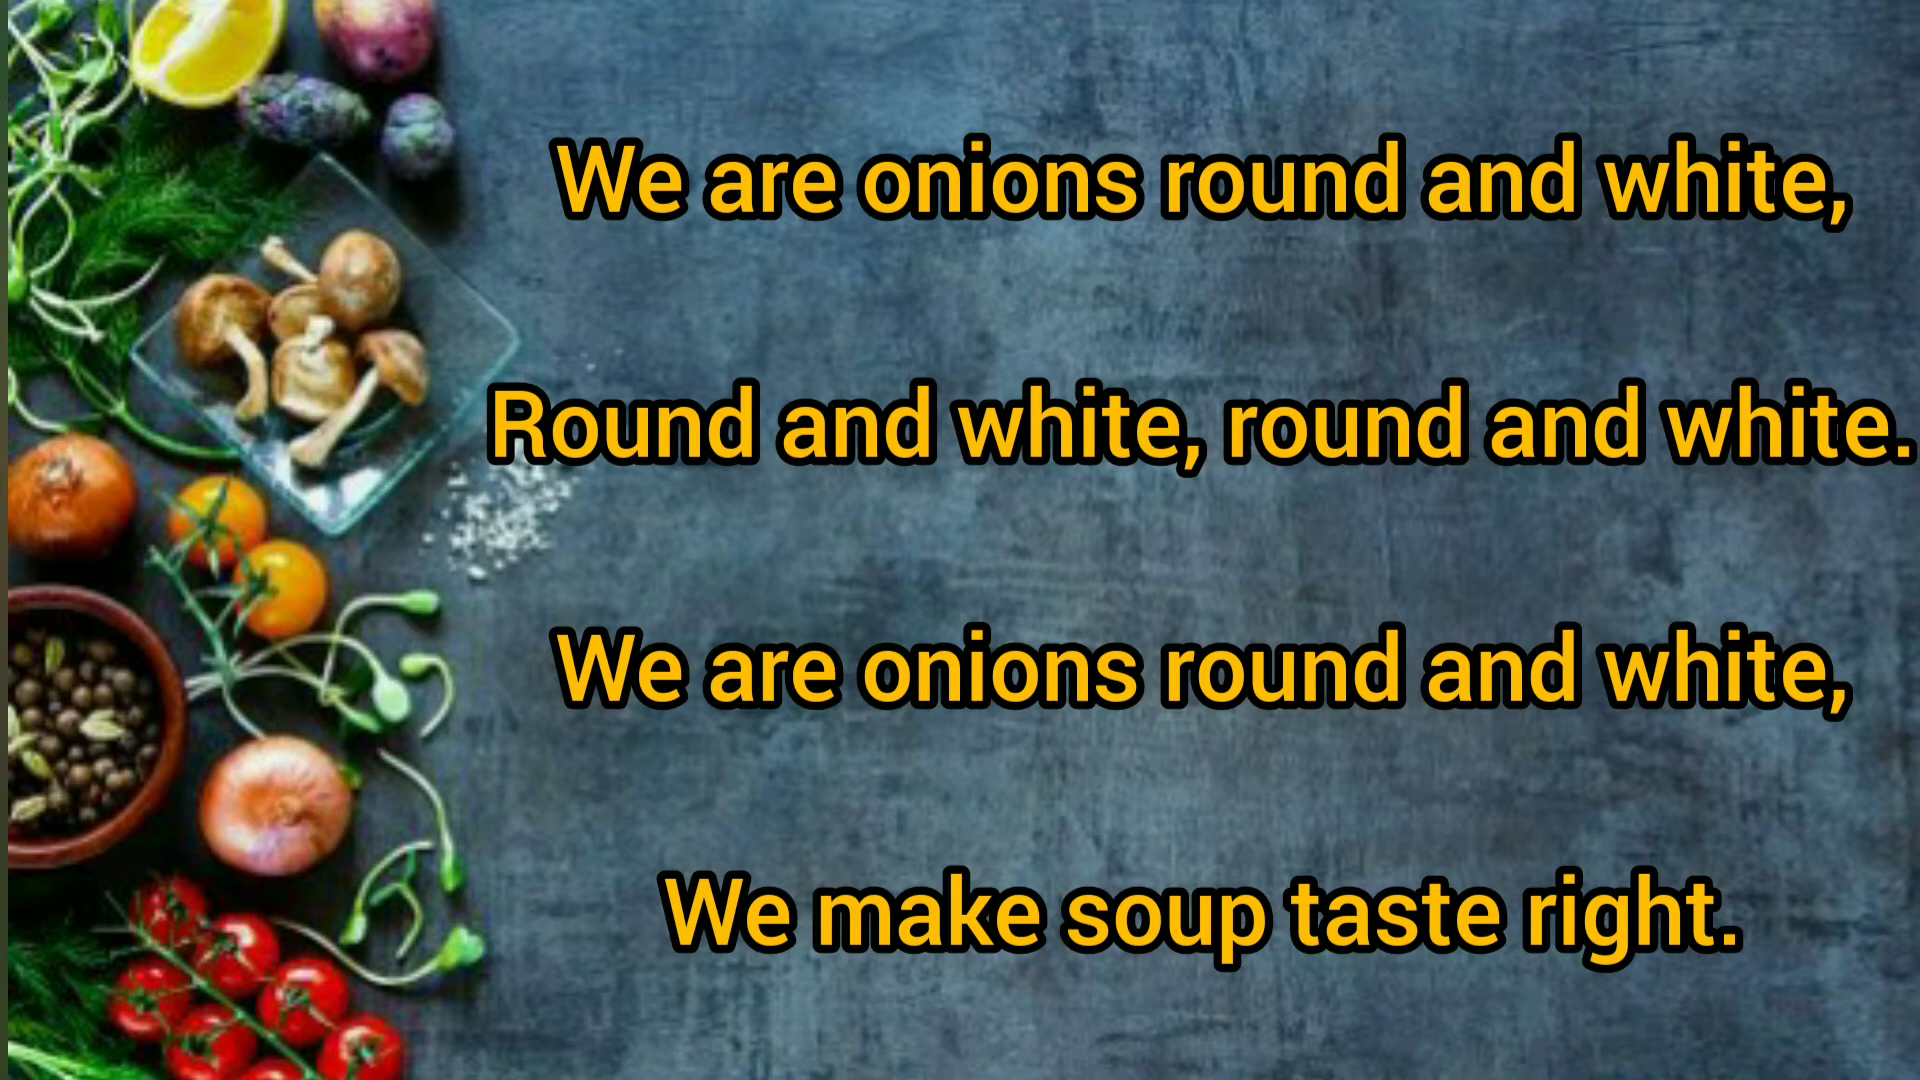 We are onions round and white,
Round and white, round and white.
We are onions round and white,
We make soup taste right.